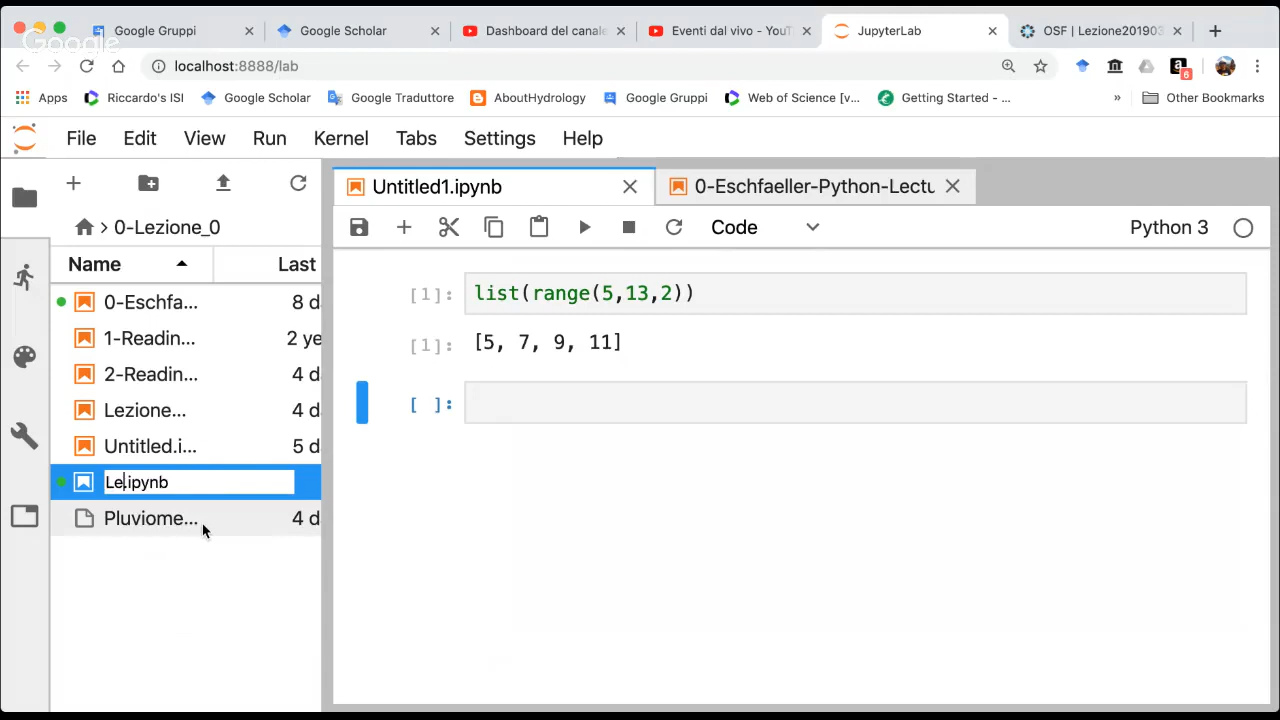 Google Gruppi
Google Scholar
Dashboard del canale
Eventi dal vivo - YouT
JupyterLab
OSF | Lezione201903
Google
localhost:8888/lab
6
Apps
Riccardo's ISI
Google Scholar
Google Traduttore
AboutHydrology
Google Gruppi
Web of Science [v...
Getting Started - ...
»
Other Bookmarks
File Edit View Run Kernel Tabs Settings Help
Untitled1.ipynb
0-Eschfaeller-Python-Lectu
0-Lezione_0
Code
Python 3
Name Last
0-Eschfa... 8 d
1-Readin... 2 ye
2-Readin... 4 d
Lezione... 4 d
Untitled.i... 5 d
Le.ipynb
Pluviome... 4 d
[1]: list(range(5,13,2))
[1]: [5, 7, 9, 11]
[ ]: